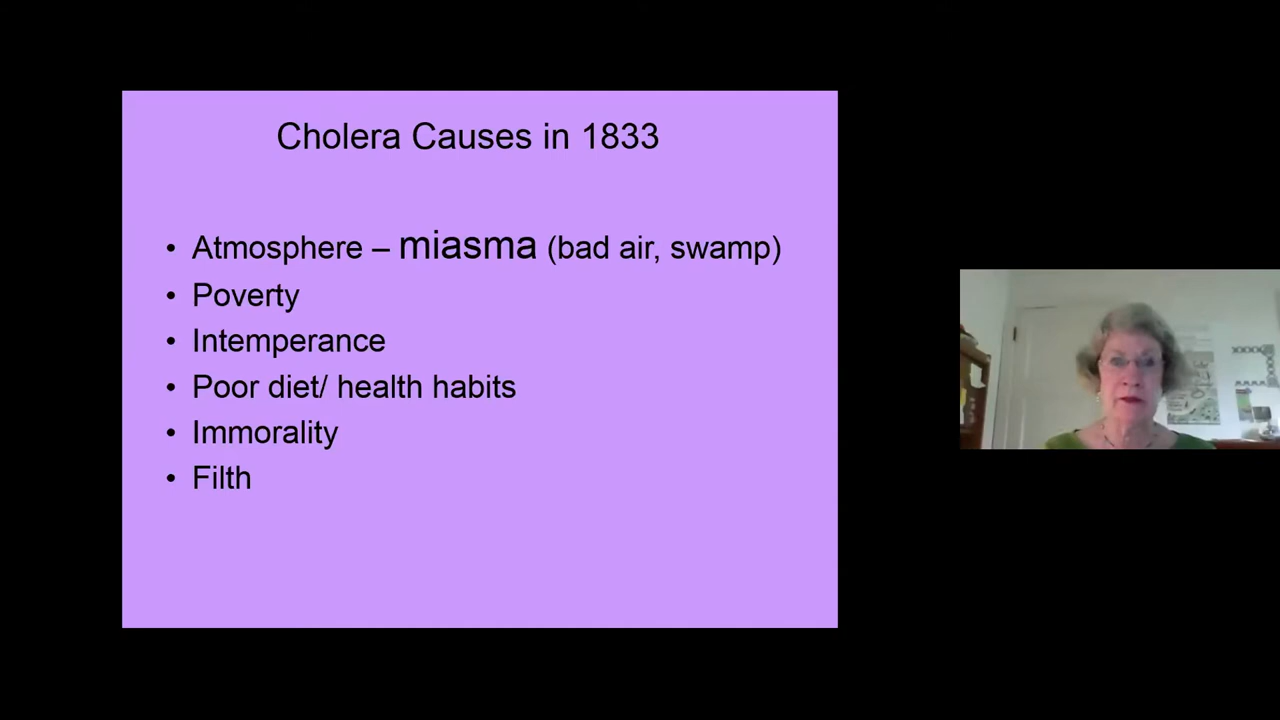 Cholera Causes in 1833
• Atmosphere – miasma (bad air, swamp)
• Poverty
• Intemperance
• Poor diet/ health habits
• Immorality
• Filth